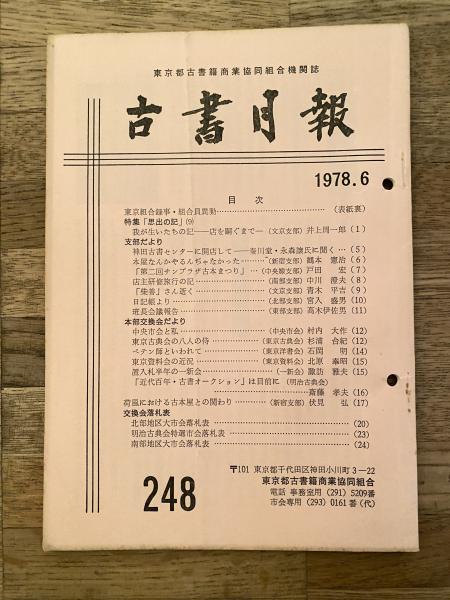 東京都古書籍商業協同組合機関誌
古書月報
1978.6
目次
東京組合録事・組合員異動……(表紙裏)
特集「思出の記」(9)
我が生いたちの記──店を嗣ぐまで─(文京支部) 井上周一郎 (1)
支部だより
神田古書センターに開店して──… (5)
本屋なんかやるんぢゃなかった……(新宿支部) 鶴本 憲治 (6)
「第二回サンプラザ古本まつり」…(中央線支部) 戸田 宏 (7)
店主研修旅行の記……(南部支部) 中川 澄夫 (8)
「柴善」さん逝く……(文京支部) 青木 平吉 (9)
日記帳より……(北部支部) 宮入 盛男 (10)
班長会議報告……(東部支部) 高木伊佐男 (11)
本部交換会だより
中央市会と私……(中央市会) 村内 大作 (12)
東京古典会の八人の侍……(東京古典会) 杉浦 台紀 (12)
ペテン師といわれて……(東京洋書会) 石岡 明 (14)
東京資料会の近況……(東京資料会) 北原 泰昭 (15)
置入札半年の一新会……(一新会) 諏訪 雅夫 (15)
「近代百年・書古オークション」は目前に (明治古典会)
……斎藤 孝夫 (16)
荷風における古本屋との関わり……(新宿支部) 伏見 弘 (17)
交換会落札表
北部地区大市会落札表……(20)
明治古典会特選市会落札表……(23)
南部地区大市会落札表……(24)
248
〒101 東京都千代田区神田小川町3-22
東京都古書籍商業協同組合
電話 事務室用 (291) 5209番
市会専用 (293) 0161番(代)